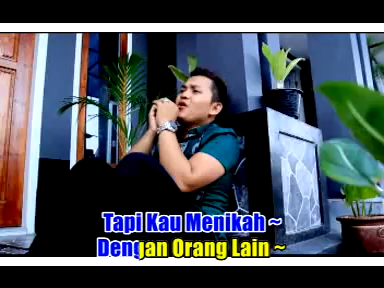 Tapi Kau Menikah ~
Dengan Orang Lain ~